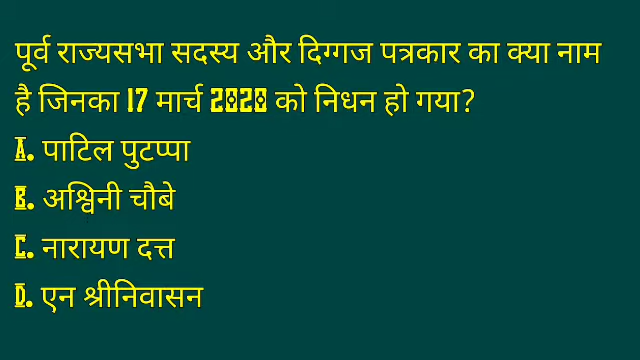 पूर्व राज्यसभा सदस्य और दिग्गज पत्रकार का क्या नाम
है जिनका 17 मार्च 2020 को निधन हो गया?
A. पाटिल पुटप्पा
B. अश्विनी चौबे
C. नारायण दत्त
D. एन श्रीनिवासन